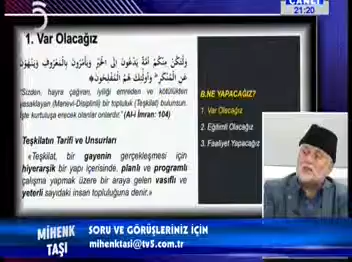 5
CANLI
21:20
1. Var Olacağız
وَلْتَكُنْ مِنْكُمْ اُمَّةٌ يَدْعُونَ اِلَى الْخَيْرِ وَيَأْمُرُونَ بِالْمَعْرُوفِ وَيَنْهَوْنَ
عَنِ الْمُنْكَرِ وَاُولٰئِكَ هُمُ الْمُفْلِحُونَ
"Sizden, hayra çağıran, iyiliği emreden ve kötülükten
yasaklayan (Manevi-Disiplinli) bir topluluk (Teşkilat) bulunsun.
İşte kurtuluşa erecek olanlar onlardır." (Al-i İmran: 104)
Teşkilatın Tarifi ve Unsurları
«Teşkilat, bir gayenin gerçekleşmesi için
hiyerarşik bir yapı içerisinde, planlı ve programlı
çalışma yapmak üzere bir araya gelen vasıflı ve
yeterli sayıdaki insan topluluğuna denir.»
B.NE YAPACAĞIZ?
1. Var Olacağız
2. Eğitimli Olacağız
3. Faaliyet Yapacağız
MİHENK
TAŞI
SORU VE GÖRÜŞLERİNİZ İÇİN
mihenktasi@tv5.com.tr